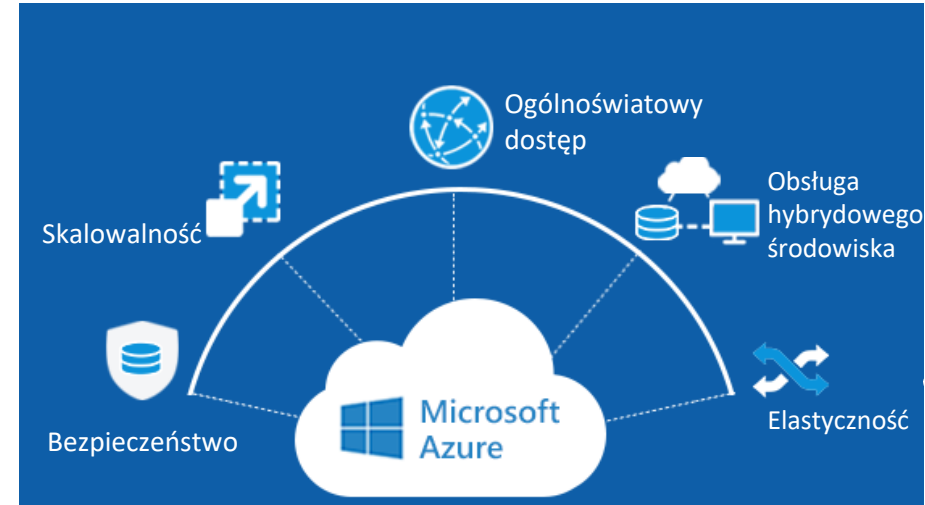 Ogólnoświatowy
dostęp
Obsługa
hybrydowego
środowiska
Skalowalność
Bezpieczeństwo
Microsoft
Azure
Elastyczność